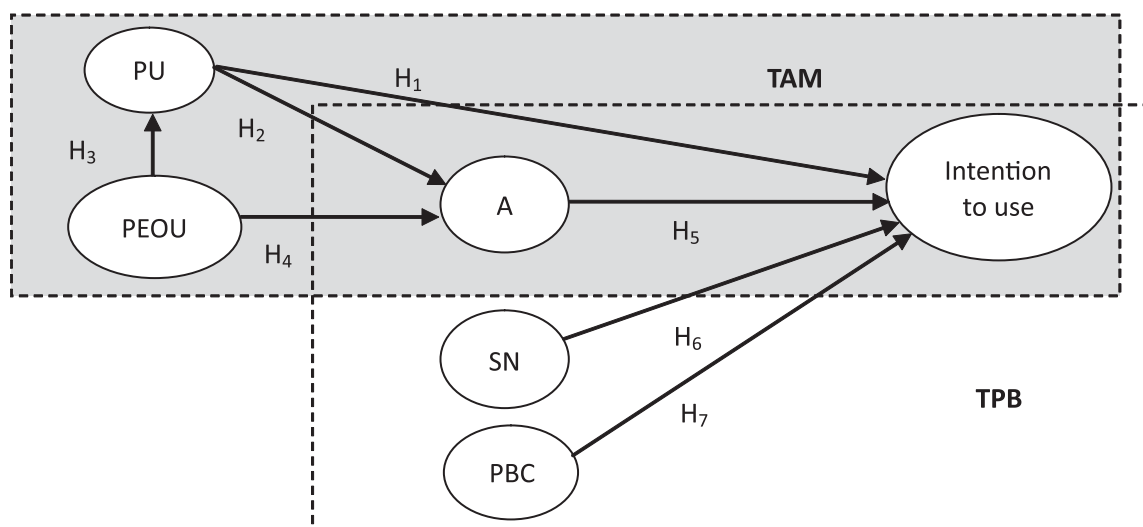 PU
H₁
TAM
H₂
H₃
Intention
to use
A
PEOU
H₄
H₅
SN
H₆
TPB
H₇
PBC